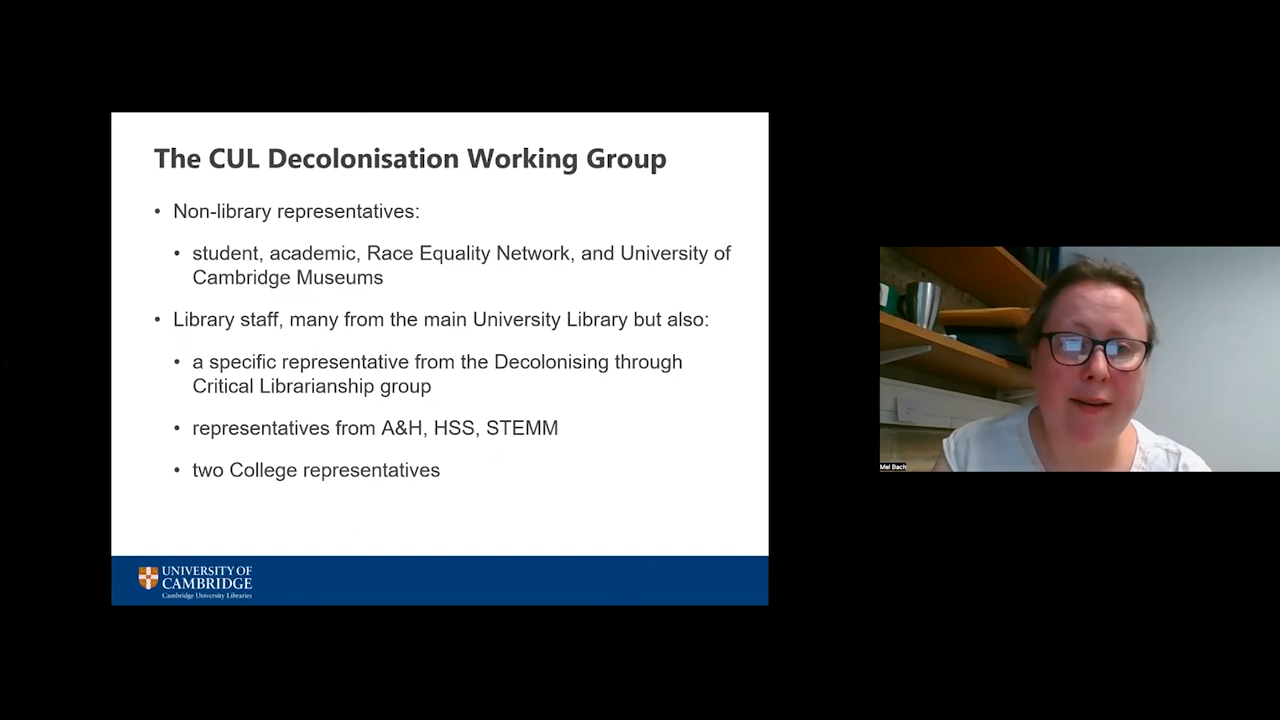 The CUL Decolonisation Working Group
• Non-library representatives:
• student, academic, Race Equality Network, and University of
Cambridge Museums
• Library staff, many from the main University Library but also:
• a specific representative from the Decolonising through
Critical Librarianship group
• representatives from A&H, HSS, STEMM
• two College representatives
UNIVERSITY OF
CAMBRIDGE
Cambridge University Libraries
Mel Bach